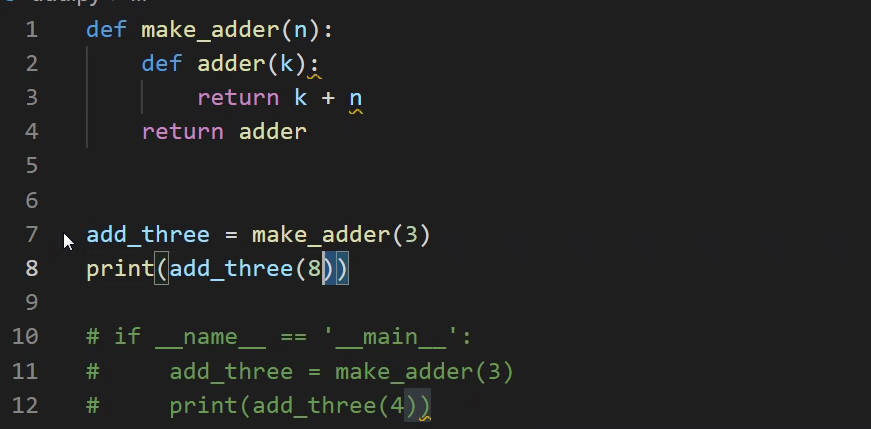 1 def make_adder(n):
2     def adder(k):
3         return k + n
4     return adder
5
6
7 add_three = make_adder(3)
8 print(add_three(8))
9
10 # if __name__ == '__main__':
11 #     add_three = make_adder(3)
12 #     print(add_three(4))